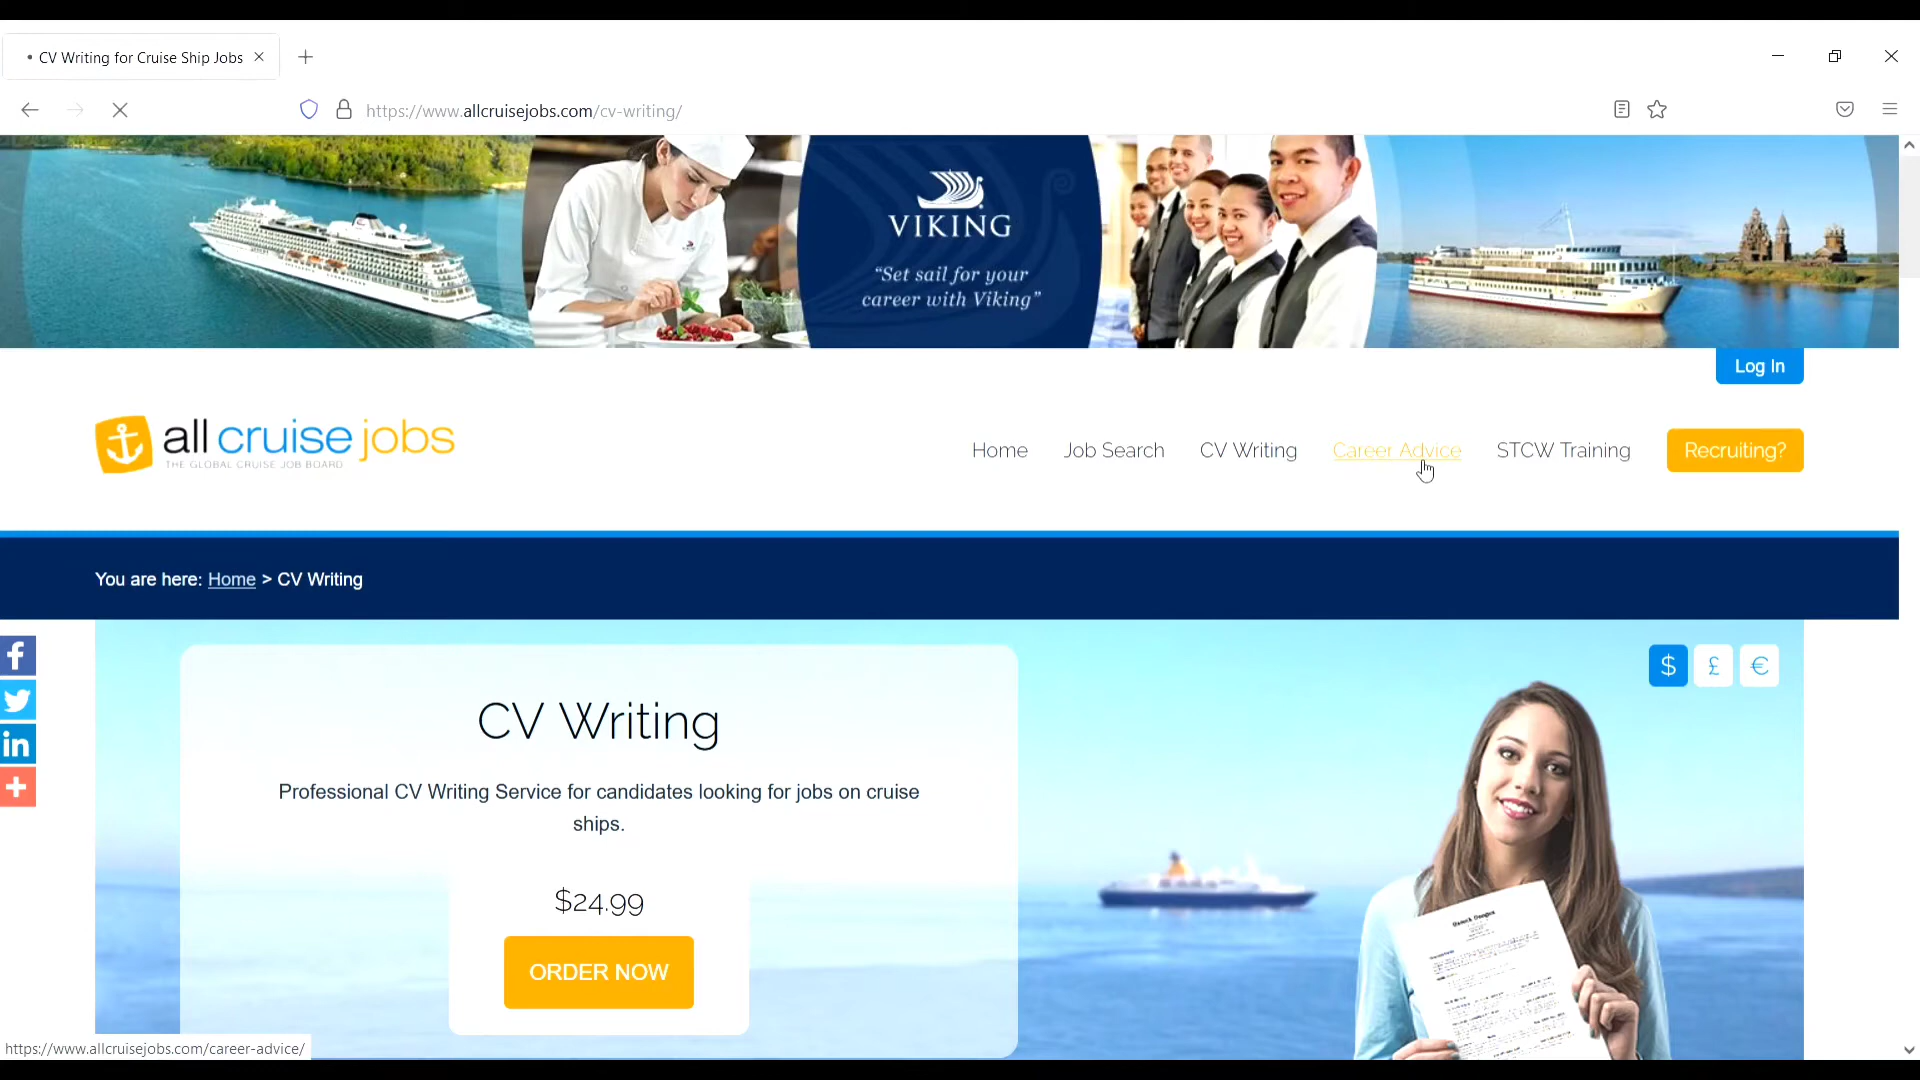 CV Writing for Cruise Ship Jobs
https://www.allcruisejobs.com/cv-writing/
VIKING
“Set sail for your
career with Viking”
Log In
all cruise jobs
THE GLOBAL CRUISE JOB BOARD
Home
Job Search
CV Writing
Career Advice
STCW Training
Recruiting?
You are here: Home > CV Writing
$ £ €
CV Writing
Professional CV Writing Service for candidates looking for jobs on cruise
ships.
$24.99
ORDER NOW
https://www.allcruisejobs.com/career-advice/